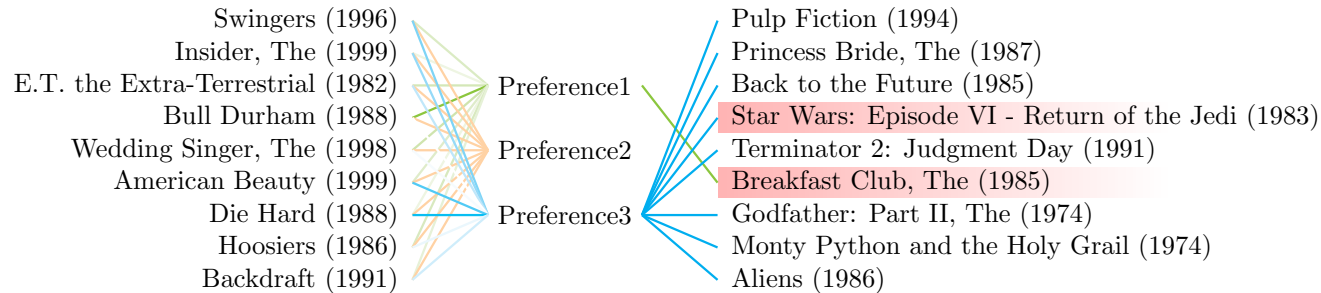 Swingers (1996)
Insider, The (1999)
E.T. the Extra-Terrestrial (1982)
Bull Durham (1988)
Wedding Singer, The (1998)
American Beauty (1999)
Die Hard (1988)
Hoosiers (1986)
Backdraft (1991)
Preference1
Preference2
Preference3
Pulp Fiction (1994)
Princess Bride, The (1987)
Back to the Future (1985)
Star Wars: Episode VI - Return of the Jedi (1983)
Terminator 2: Judgment Day (1991)
Breakfast Club, The (1985)
Godfather: Part II, The (1974)
Monty Python and the Holy Grail (1974)
Aliens (1986)